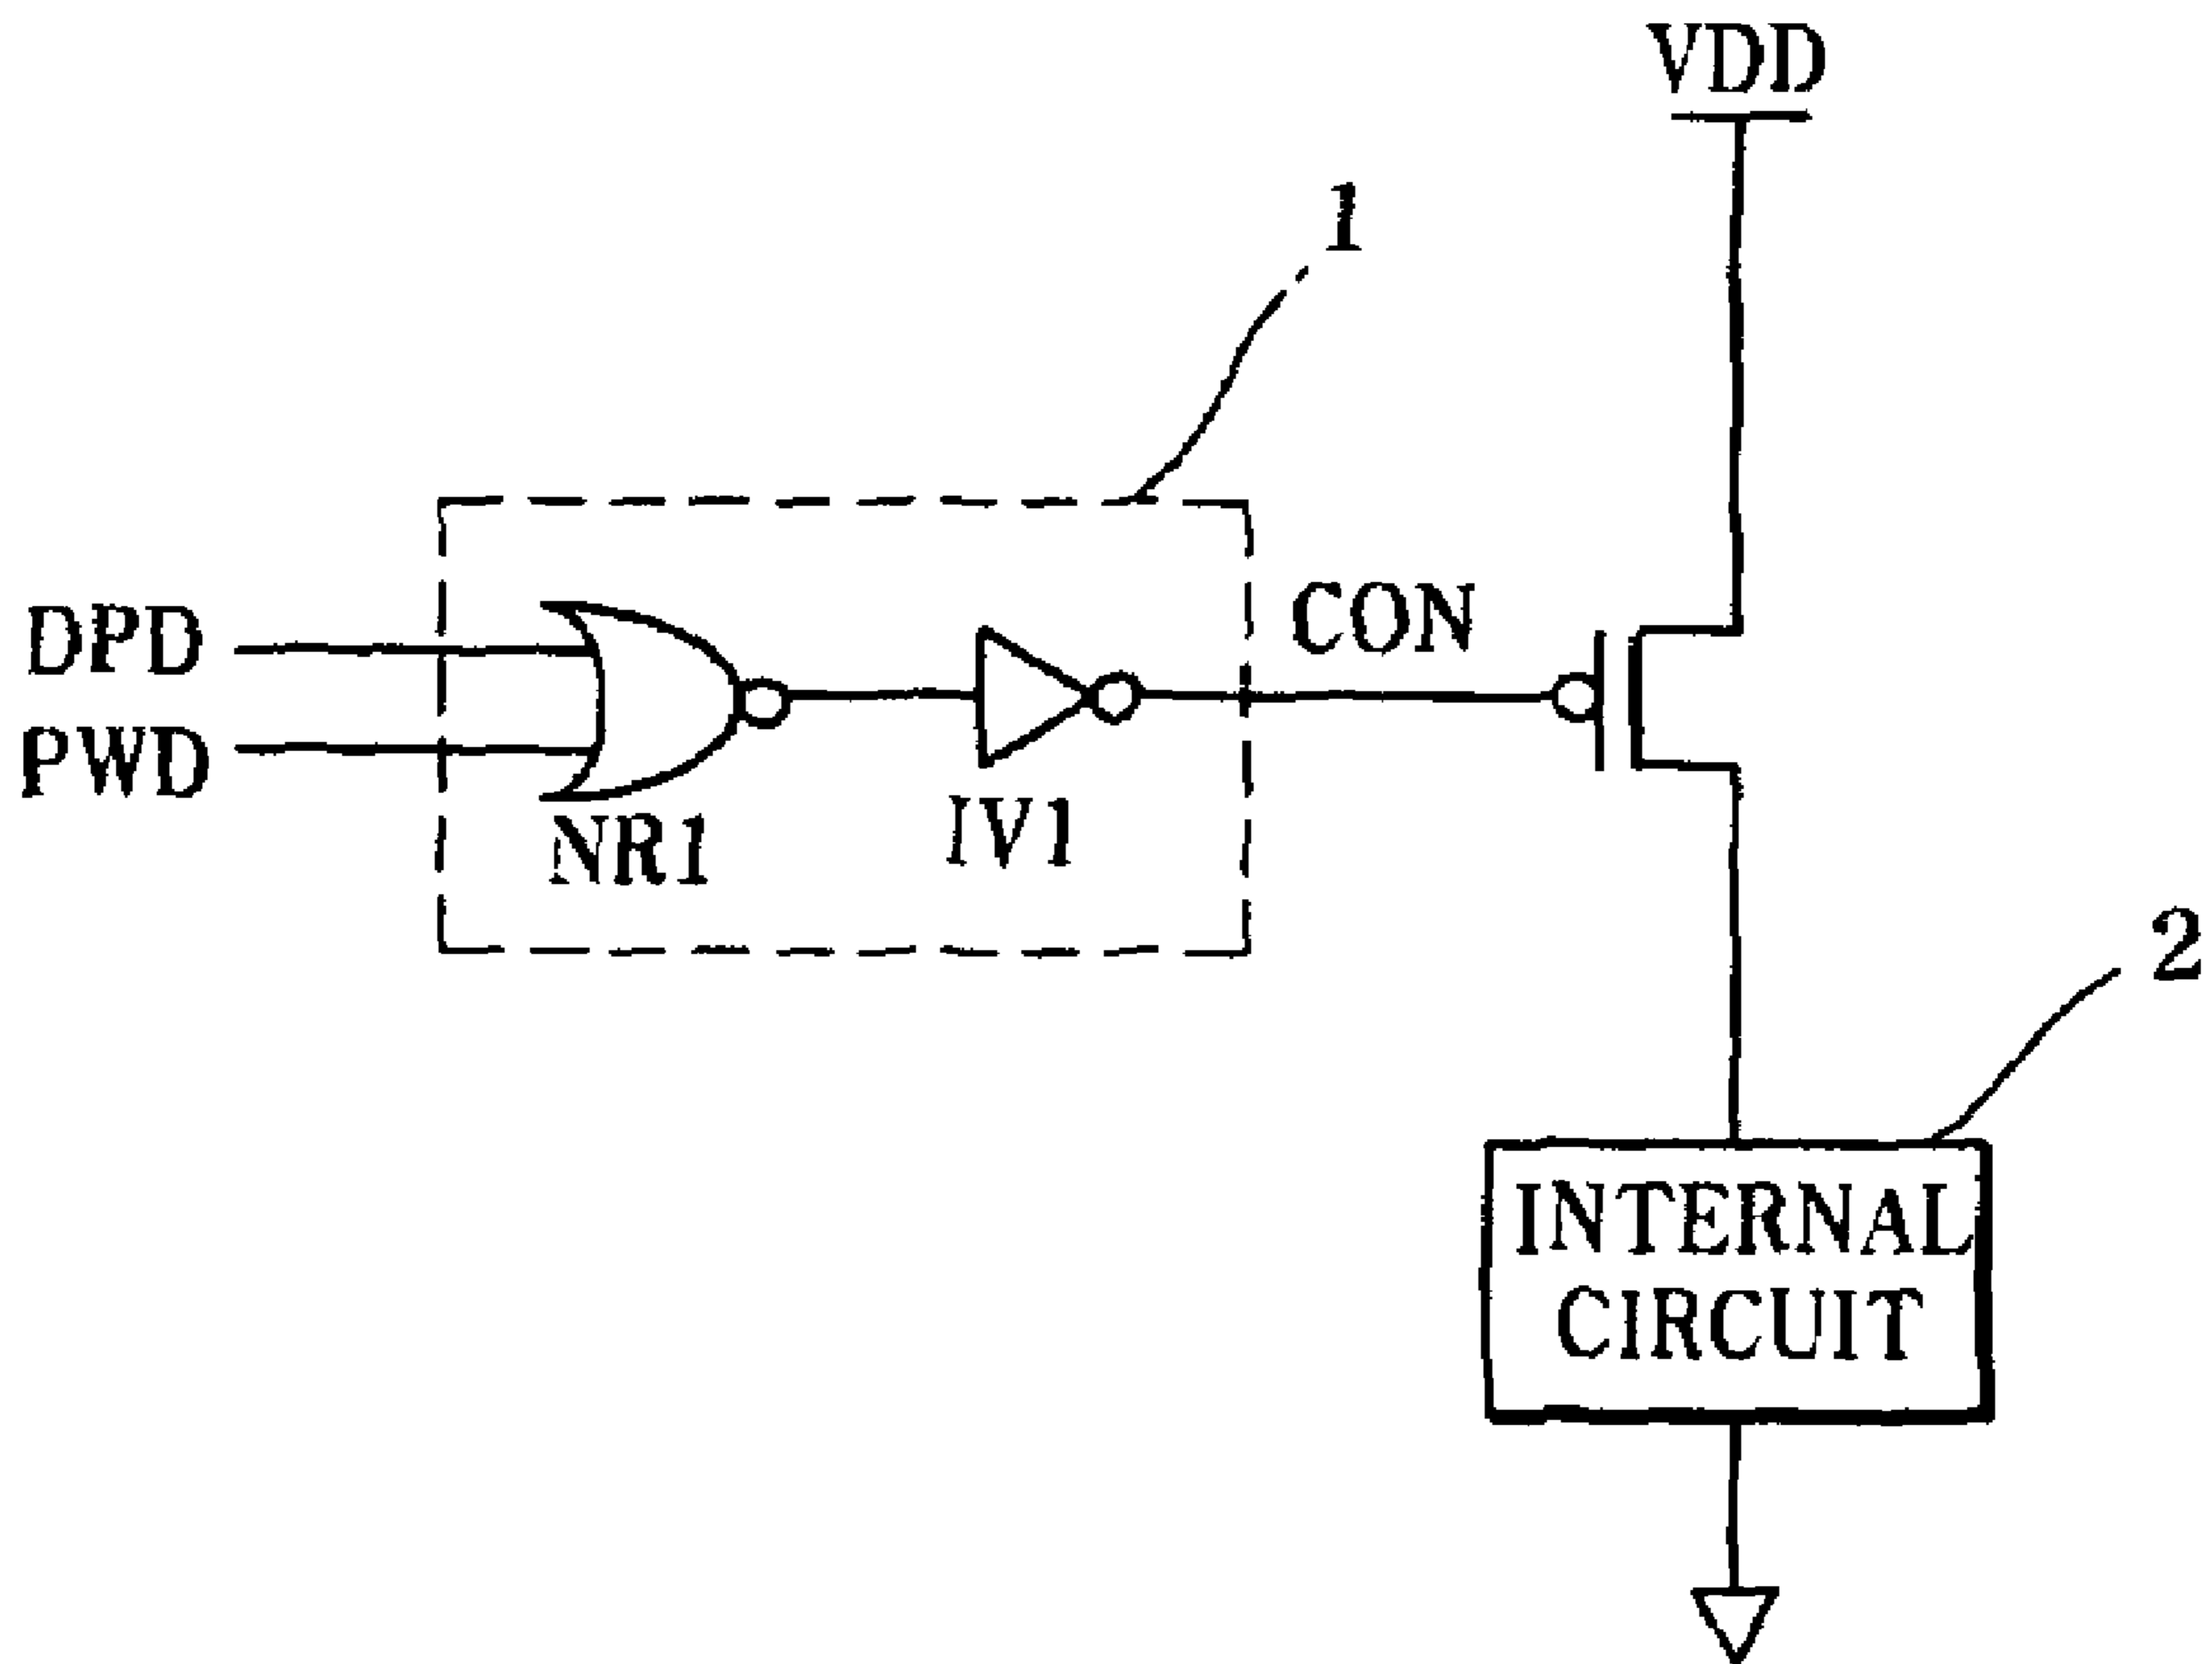 VDD
1
DPD
CON
PWD
NR1
IV1
2
INTERNAL
CIRCUIT